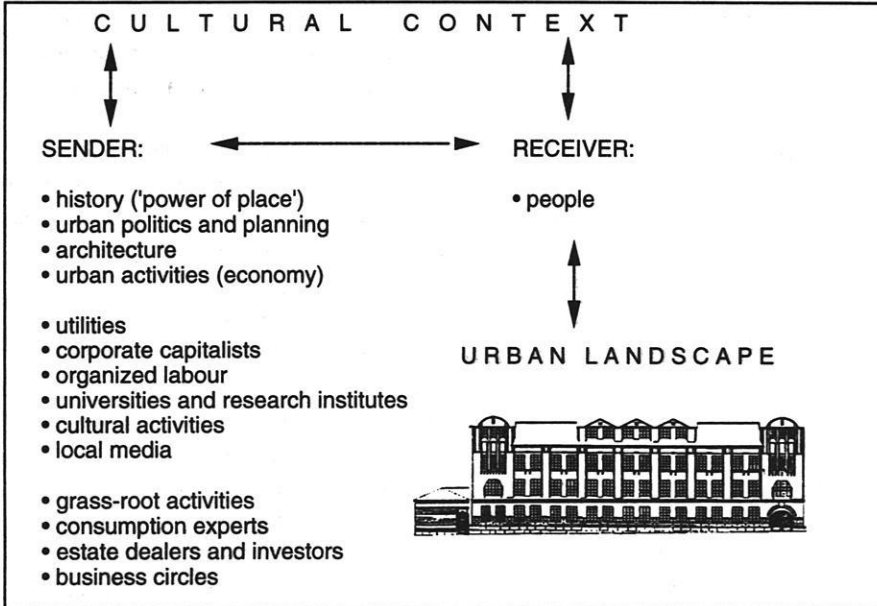 CULTURAL CONTEXT
SENDER:
• history ('power of place')
• urban politics and planning
• architecture
• urban activities (economy)
• utilities
• corporate capitalists
• organized labour
• universities and research institutes
• cultural activities
• local media
• grass-root activities
• consumption experts
• estate dealers and investors
• business circles
RECEIVER:
• people
URBAN LANDSCAPE